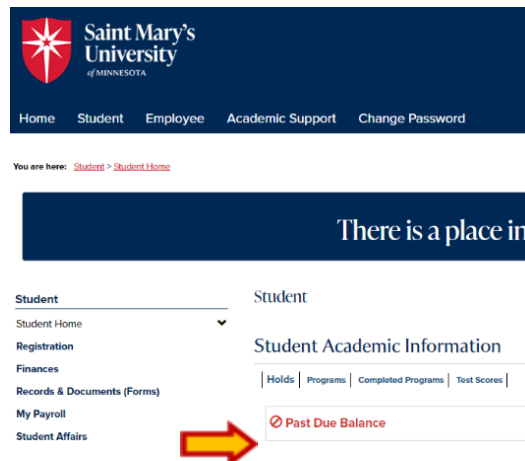 Saint Mary's
University
of MINNESOTA
Home Student Employee Academic Support Change Password
You are here: Student > Student Home
There is a place in
Student
Student Home
Registration
Finances
Records & Documents (Forms)
My Payroll
Student Affairs
Student
Student Academic Information
Holds | Programs | Completed Programs | Test Scores |
Past Due Balance